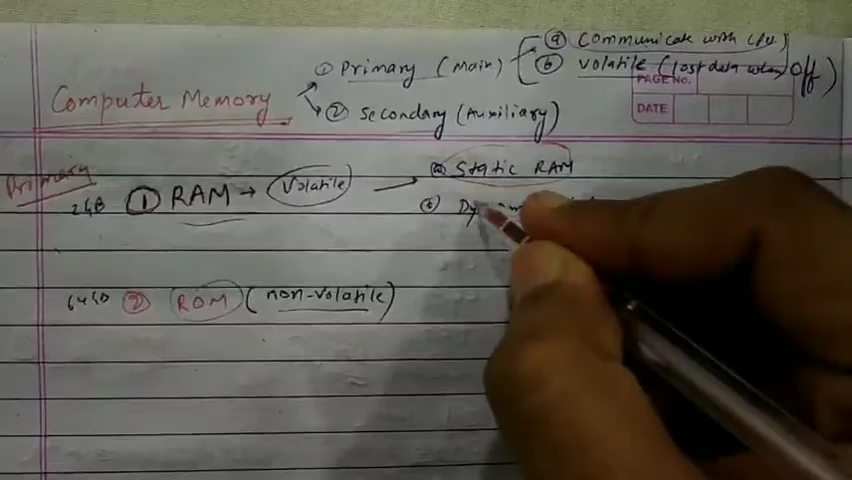 (a) Communicate with CPU
Computer Memory (1) Primary (Main) (b) Volatile (lost data when off)
PAGE NO.
(2) Secondary (Auxiliary)
DATE
Primary
(a) Static RAM
2GB (1) RAM → (Volatile)
64GB (2) ROM (non-volatile)